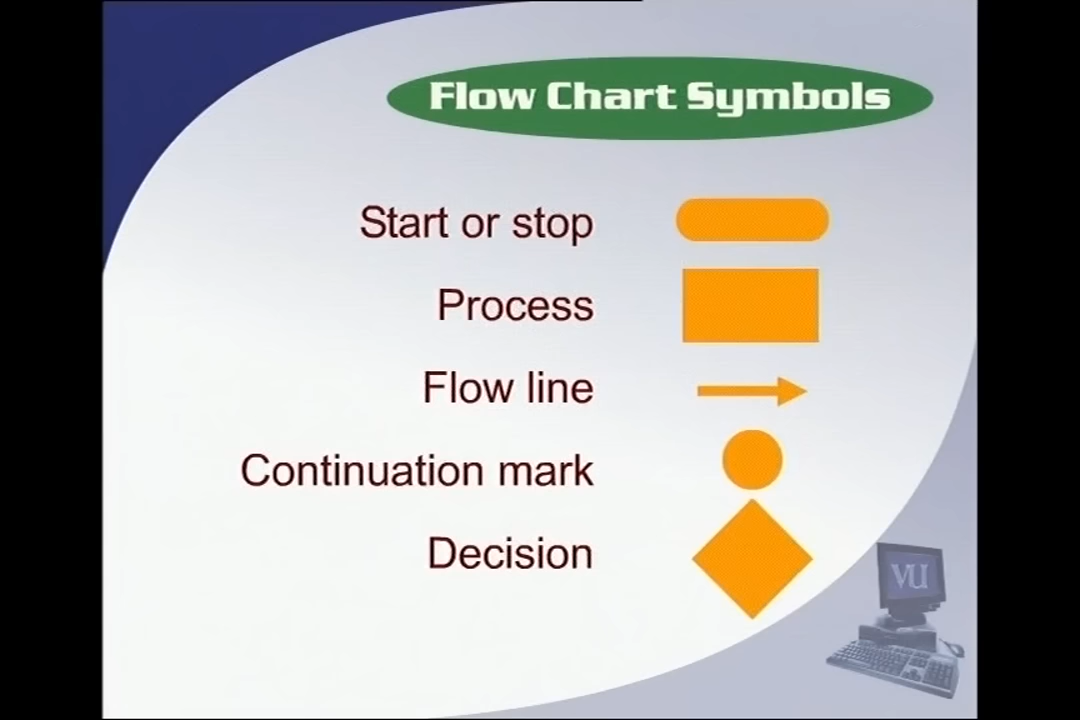 Flow Chart Symbols
Start or stop
Process
Flow line
Continuation mark
Decision
VU